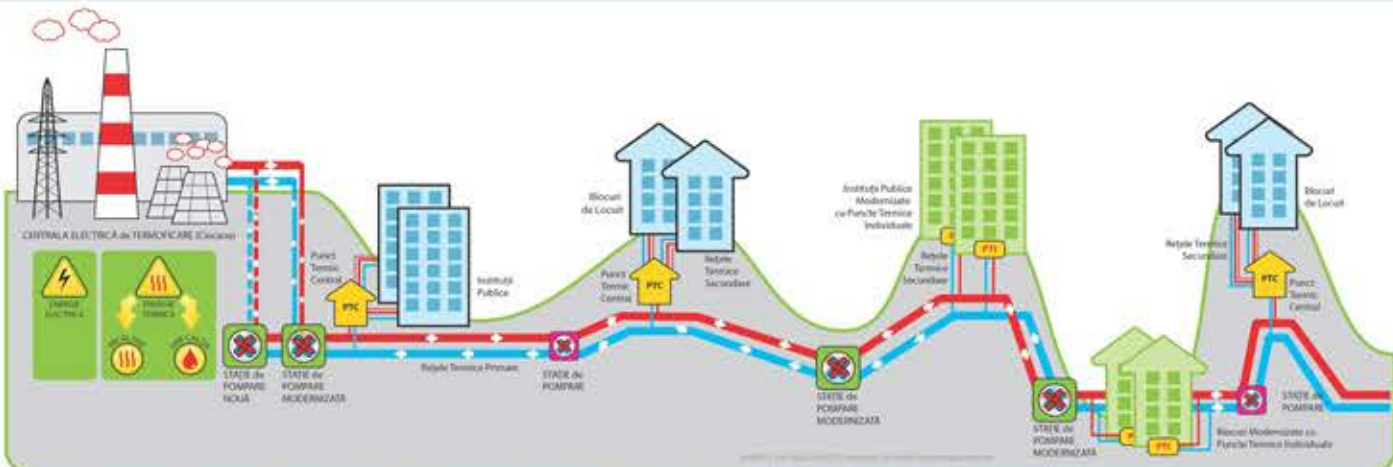 CENTRALA ELECTRICĂ de TERMOFICARE (Ciocana)
ENERGIE
ELECTRICĂ
ENERGIE
TERMICĂ
STAȚIE de
POMPARE
NOUĂ
STAȚIE de
POMPARE
MODERNIZATĂ
Punct
Termic
Central
PTC
Instituții
Publice
Rețele Termice Primare
STAȚIE de
POMPARE
Blocuri
de Locuit
Punct
Termic
Central
PTC
Rețele
Termice
Secundare
STAȚIE de
POMPARE
MODERNIZATĂ
Instituții Publice
Modernizate
cu Puncte Termice
Individuale
PTI
Rețele
Termice
Secundare
STAȚIE de
POMPARE
MODERNIZATĂ
PTI
Blocuri Modernizate cu
Puncte Termice Individuale
Blocuri
de Locuit
Rețele Termice
Secundare
PTC
Punct
Termic
Central
STAȚIE de
POMPARE